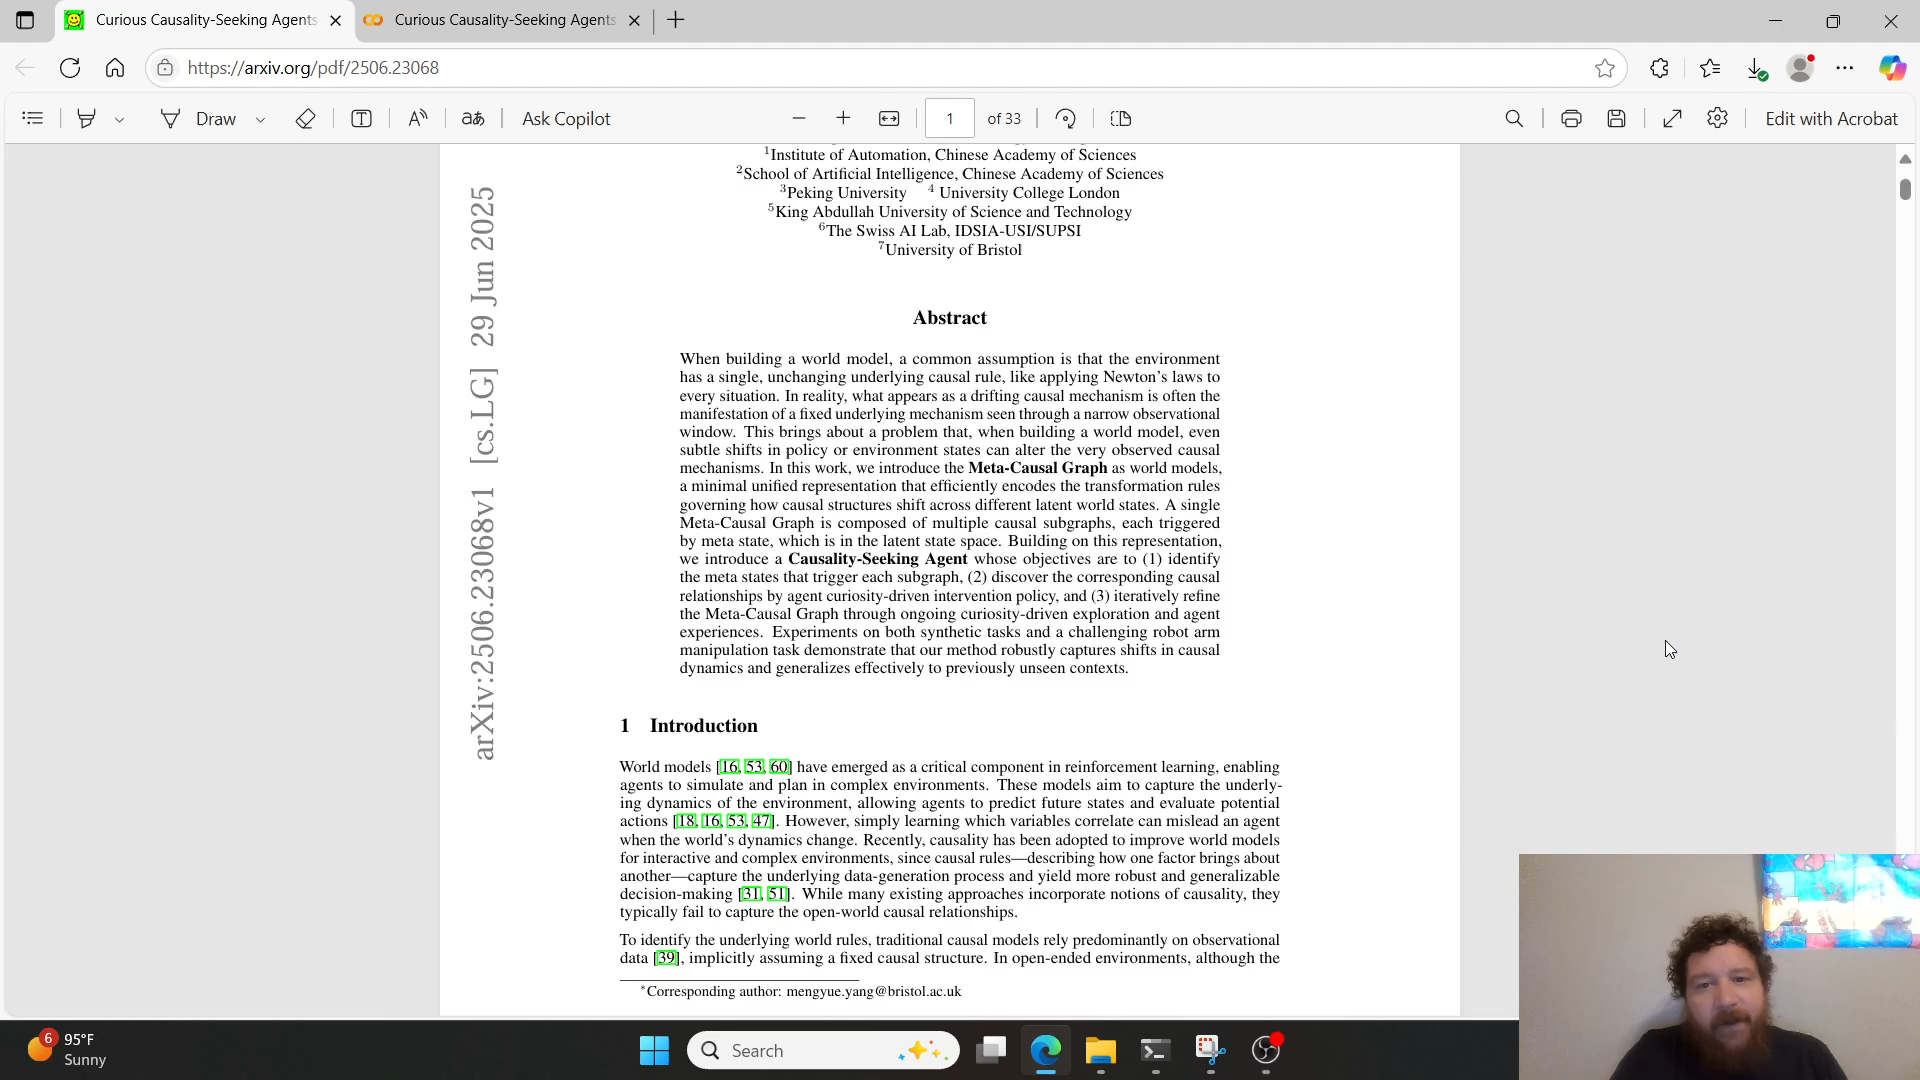 Curious Causality-Seeking Agents
Curious Causality-Seeking Agents
https://arxiv.org/pdf/2506.23068
Draw
aあ
Ask Copilot
1 of 33
Edit with Acrobat
1Institute of Automation, Chinese Academy of Sciences
2School of Artificial Intelligence, Chinese Academy of Sciences
3Peking University 4 University College London
5King Abdullah University of Science and Technology
6The Swiss AI Lab, IDSIA-USI/SUPSI
7University of Bristol
arXiv:2506.23068v1 [cs.LG] 29 Jun 2025
Abstract
When building a world model, a common assumption is that the environment
has a single, unchanging underlying causal rule, like applying Newton's laws to
every situation. In reality, what appears as a drifting causal mechanism is often the
manifestation of a fixed underlying mechanism seen through a narrow observational
window. This brings about a problem that, when building a world model, even
subtle shifts in policy or environment states can alter the very observed causal
mechanisms. In this work, we introduce the Meta-Causal Graph as world models,
a minimal unified representation that efficiently encodes the transformation rules
governing how causal structures shift across different latent world states. A single
Meta-Causal Graph is composed of multiple causal subgraphs, each triggered
by meta state, which is in the latent state space. Building on this representation,
we introduce a Causality-Seeking Agent whose objectives are to (1) identify
the meta states that trigger each subgraph, (2) discover the corresponding causal
relationships by agent curiosity-driven intervention policy, and (3) iteratively refine
the Meta-Causal Graph through ongoing curiosity-driven exploration and agent
experiences. Experiments on both synthetic tasks and a challenging robot arm
manipulation task demonstrate that our method robustly captures shifts in causal
dynamics and generalizes effectively to previously unseen contexts.
1 Introduction
World models [16, 53, 60] have emerged as a critical component in reinforcement learning, enabling
agents to simulate and plan in complex environments. These models aim to capture the underly-
ing dynamics of the environment, allowing agents to predict future states and evaluate potential
actions [18, 16, 53, 47]. However, simply learning which variables correlate can mislead an agent
when the world's dynamics change. Recently, causality has been adopted to improve world models
for interactive and complex environments, since causal rules—describing how one factor brings about
another—capture the underlying data-generation process and yield more robust and generalizable
decision-making [31, 51]. While many existing approaches incorporate notions of causality, they
typically fail to capture the open-world causal relationships.
To identify the underlying world rules, traditional causal models rely predominantly on observational
data [39], implicitly assuming a fixed causal structure. In open-ended environments, although the
*Corresponding author: mengyue.yang@bristol.ac.uk
6
95°F
Sunny
Search